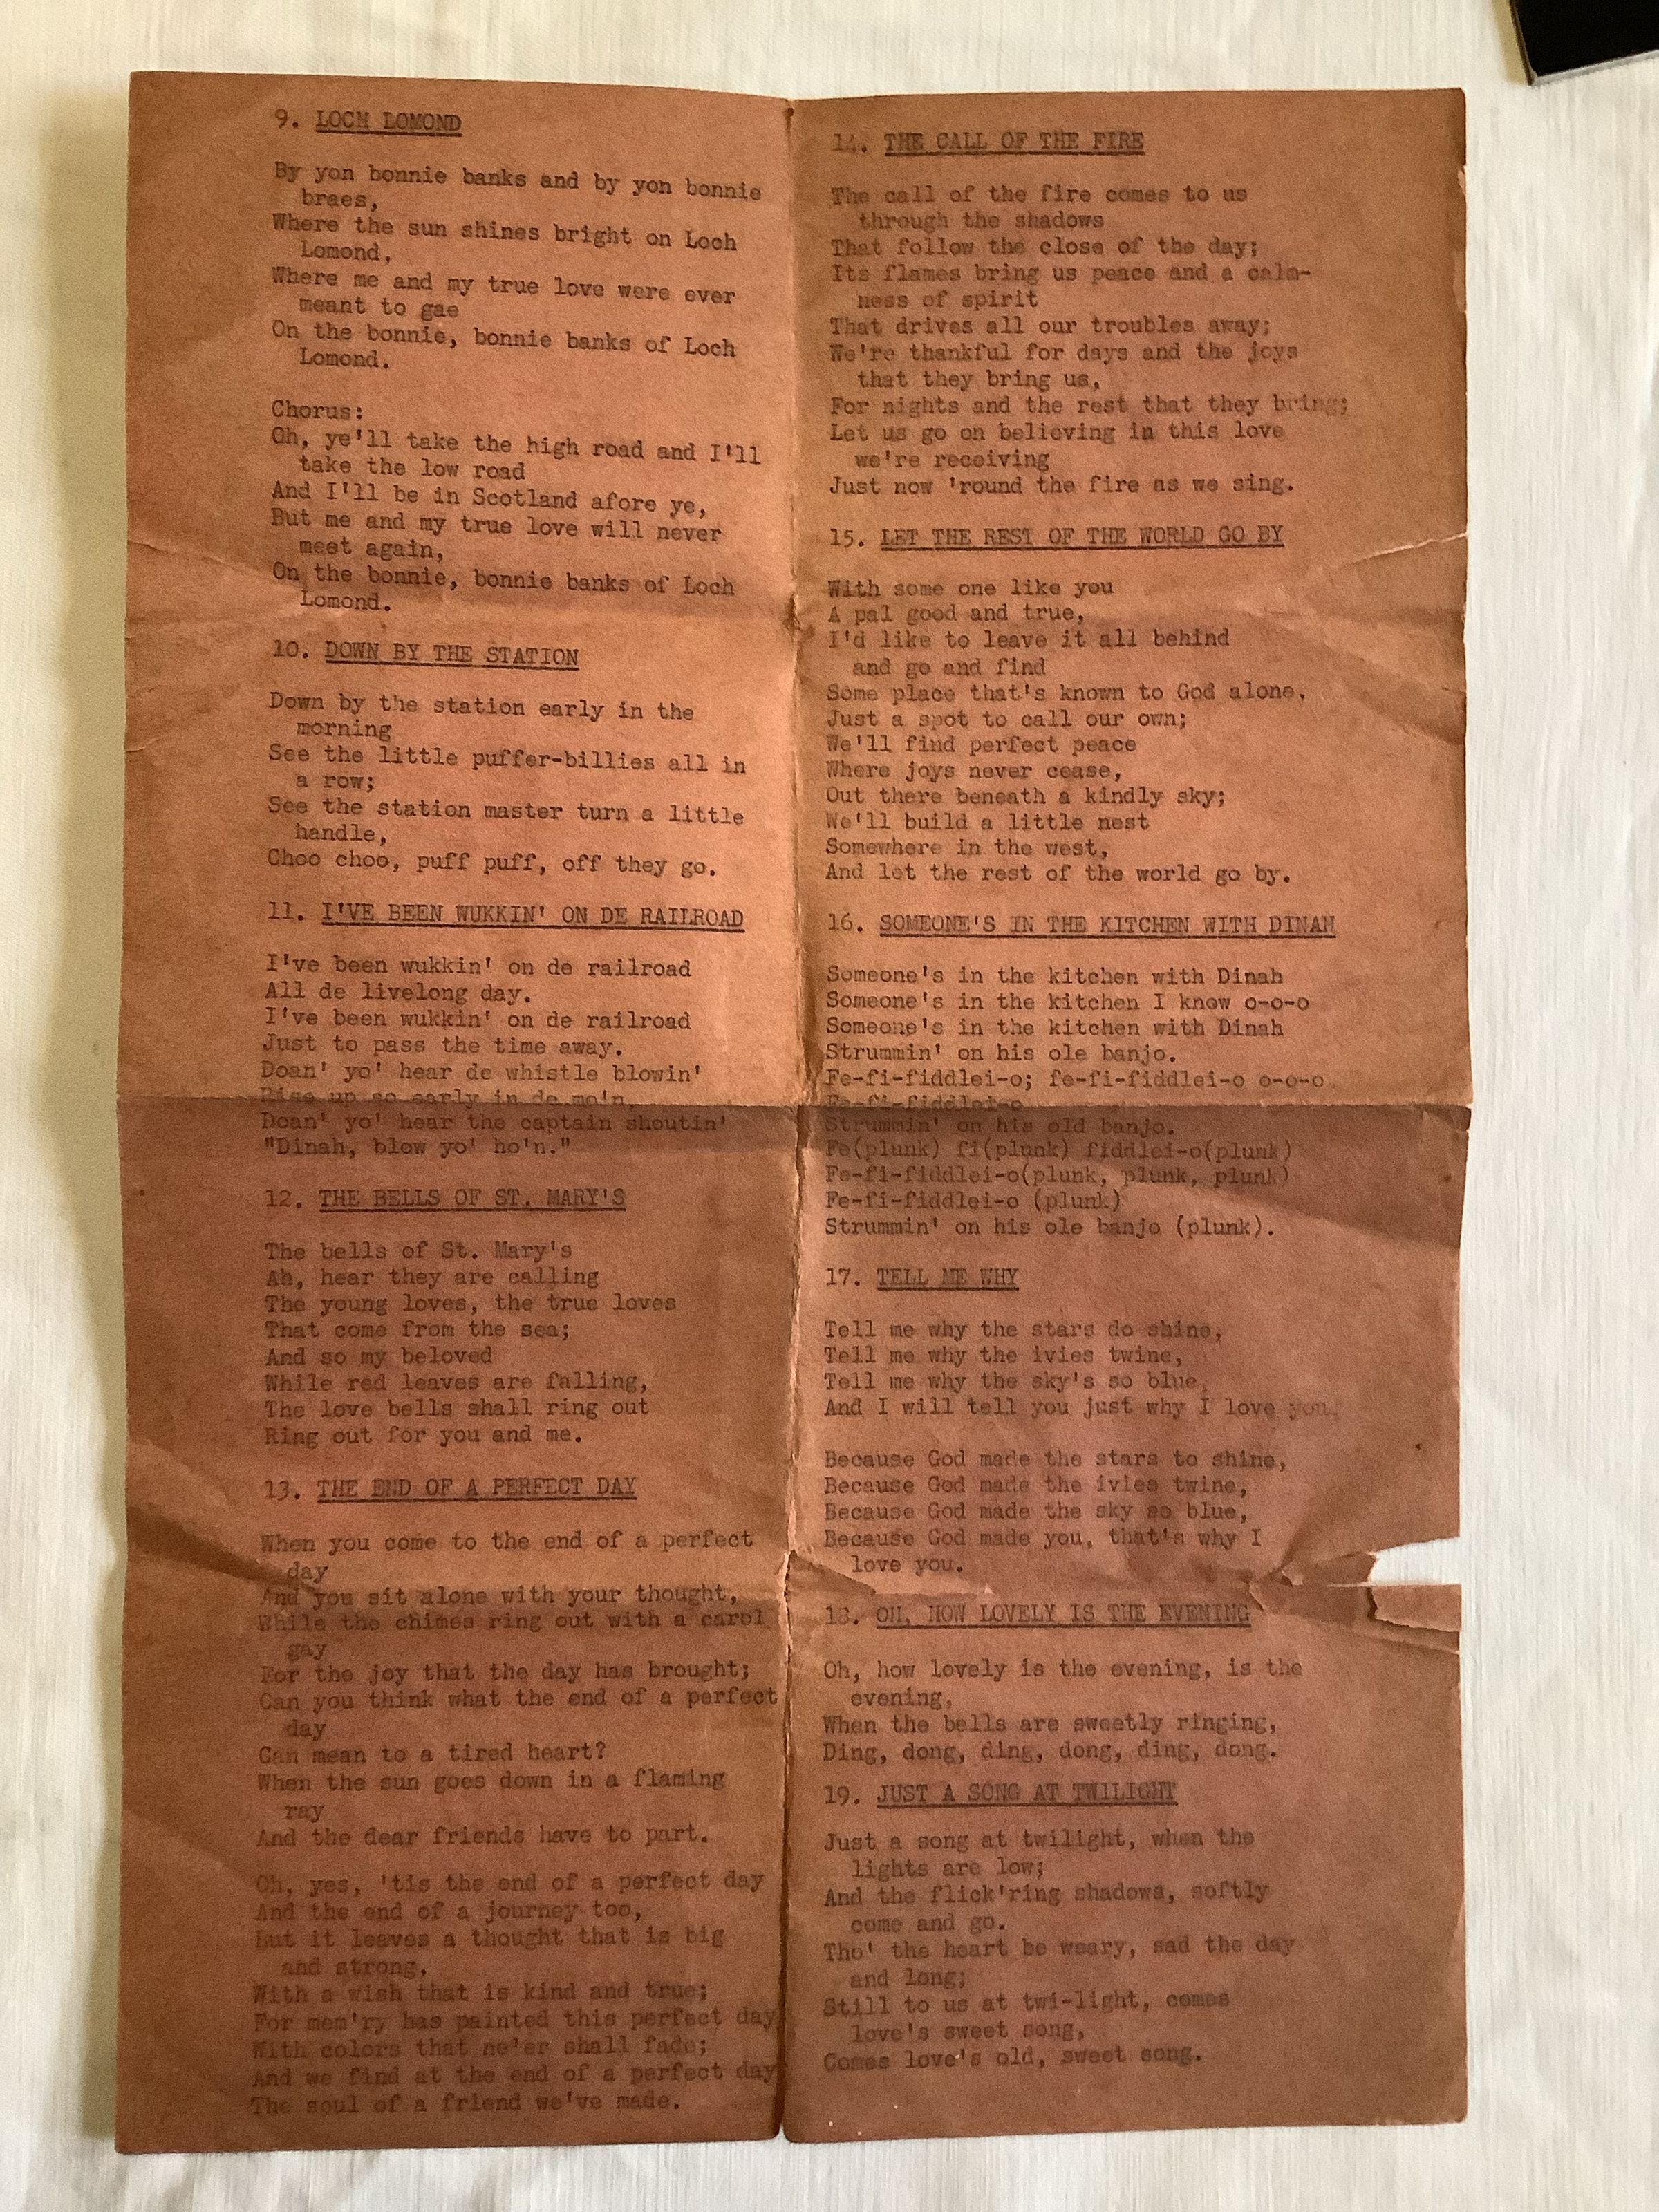 9. LOCH LOMOND
By yon bonnie banks and by yon bonnie
braes,
Where the sun shines bright on Loch
Lomond,
Where me and my true love were ever
meant to gae
On the bonnie, bonnie banks of Loch
Lomond.
Chorus:
Oh, ye'll take the high road and I'll
take the low road
And I'll be in Scotland afore ye,
But me and my true love will never
meet again,
On the bonnie, bonnie banks of Loch
Lomond.
10. DOWN BY THE STATION
Down by the station early in the
morning
See the little puffer-billies all in
a row;
See the station master turn a little
handle,
Choo choo, puff puff, off they go.
11. I'VE BEEN WUKKIN' ON DE RAILROAD
I've been wukkin' on de railroad
All de livelong day.
I've been wukkin' on de railroad
Just to pass the time away.
Doan' yo' hear de whistle blowin'
Rise up so early in de mo'n,
Doan' yo' hear the captain shoutin'
"Dinah, blow yo' ho'n."
12. THE BELLS OF ST. MARY'S
The bells of St. Mary's
Ah, hear they are calling
The young loves, the true loves
That come from the sea;
And so my beloved
While red leaves are falling,
The love bells shall ring out
Ring out for you and me.
13. THE END OF A PERFECT DAY
When you come to the end of a perfect
day
And you sit alone with your thought,
While the chimes ring out with a carol
gay
For the joy that the day has brought;
Can you think what the end of a perfect
day
Can mean to a tired heart?
When the sun goes down in a flaming
ray
And the dear friends have to part.
Oh, yes, 'tis the end of a perfect day
And the end of a journey too,
But it leaves a thought that is big
and strong,
With a wish that is kind and true;
For mem'ry has painted this perfect day
With colors that ne'er shall fade;
And we find at the end of a perfect day
The soul of a friend we've made.
14. THE CALL OF THE FIRE
The call of the fire comes to us
through the shadows
That follow the close of the day;
Its flames bring us peace and a calm-
ness of spirit
That drives all our troubles away;
We're thankful for days and the joys
that they bring us,
For nights and the rest that they bring;
Let us go on believing in this love
we're receiving
Just now 'round the fire as we sing.
15. LET THE REST OF THE WORLD GO BY
With some one like you
A pal good and true,
I'd like to leave it all behind
and go and find
Some place that's known to God alone,
Just a spot to call our own;
We'll find perfect peace
Where joys never cease,
Out there beneath a kindly sky;
We'll build a little nest
Somewhere in the west,
And let the rest of the world go by.
16. SOMEONE'S IN THE KITCHEN WITH DINAH
Someone's in the kitchen with Dinah
Someone's in the kitchen I know o-o-o
Someone's in the kitchen with Dinah
Strummin' on his ole banjo.
Fe-fi-fiddlei-o; fe-fi-fiddlei-o o-o-o,
Fe-fi-fiddlei-o
Strummin' on his old banjo.
Fe(plunk) fi(plunk) fiddlei-o(plunk)
Fe-fi-fiddlei-o(plunk, plunk, plunk)
Fe-fi-fiddlei-o (plunk)
Strummin' on his ole banjo (plunk).
17. TELL ME WHY
Tell me why the stars do shine,
Tell me why the ivies twine,
Tell me why the sky's so blue,
And I will tell you just why I love you.
Because God made the stars to shine,
Because God made the ivies twine,
Because God made the sky so blue,
Because God made you, that's why I
love you.
18. OH, HOW LOVELY IS THE EVENING
Oh, how lovely is the evening, is the
evening,
When the bells are sweetly ringing,
Ding, dong, ding, dong, ding, dong.
19. JUST A SONG AT TWILIGHT
Just a song at twilight, when the
lights are low;
And the flick'ring shadows, softly
come and go.
Tho' the heart be weary, sad the day
and long;
Still to us at twi-light, comes
love's sweet song,
Comes love's old, sweet song.